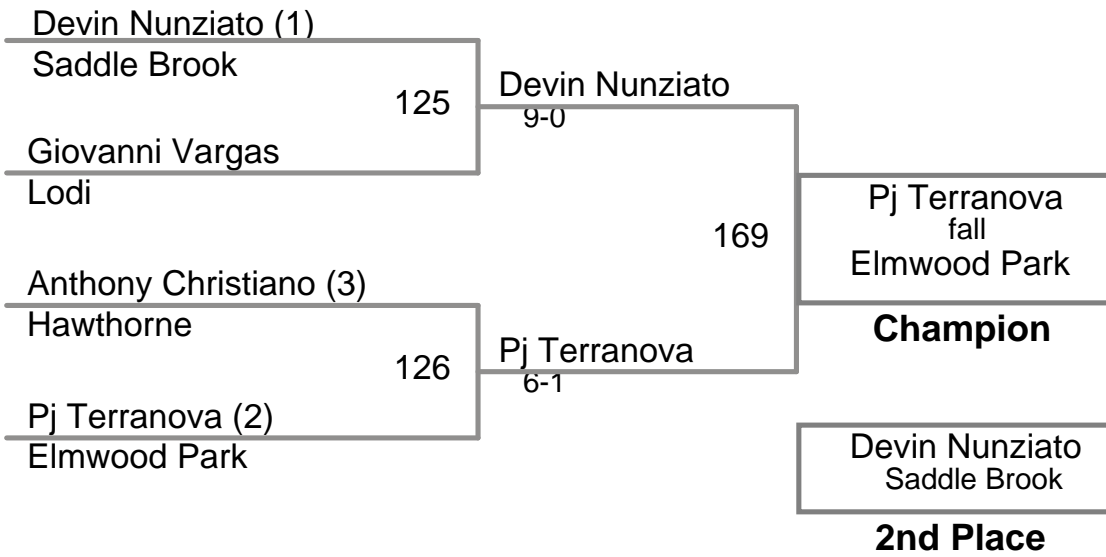 Devin Nunziato (1)
Saddle Brook
125
Giovanni Vargas
Lodi
Devin Nunziato
9-0
Anthony Christiano (3)
Hawthorne
126
Pj Terranova (2)
Elmwood Park
Pj Terranova
6-1
169
Pj Terranova
fall
Elmwood Park
Champion
Devin Nunziato
Saddle Brook
2nd Place